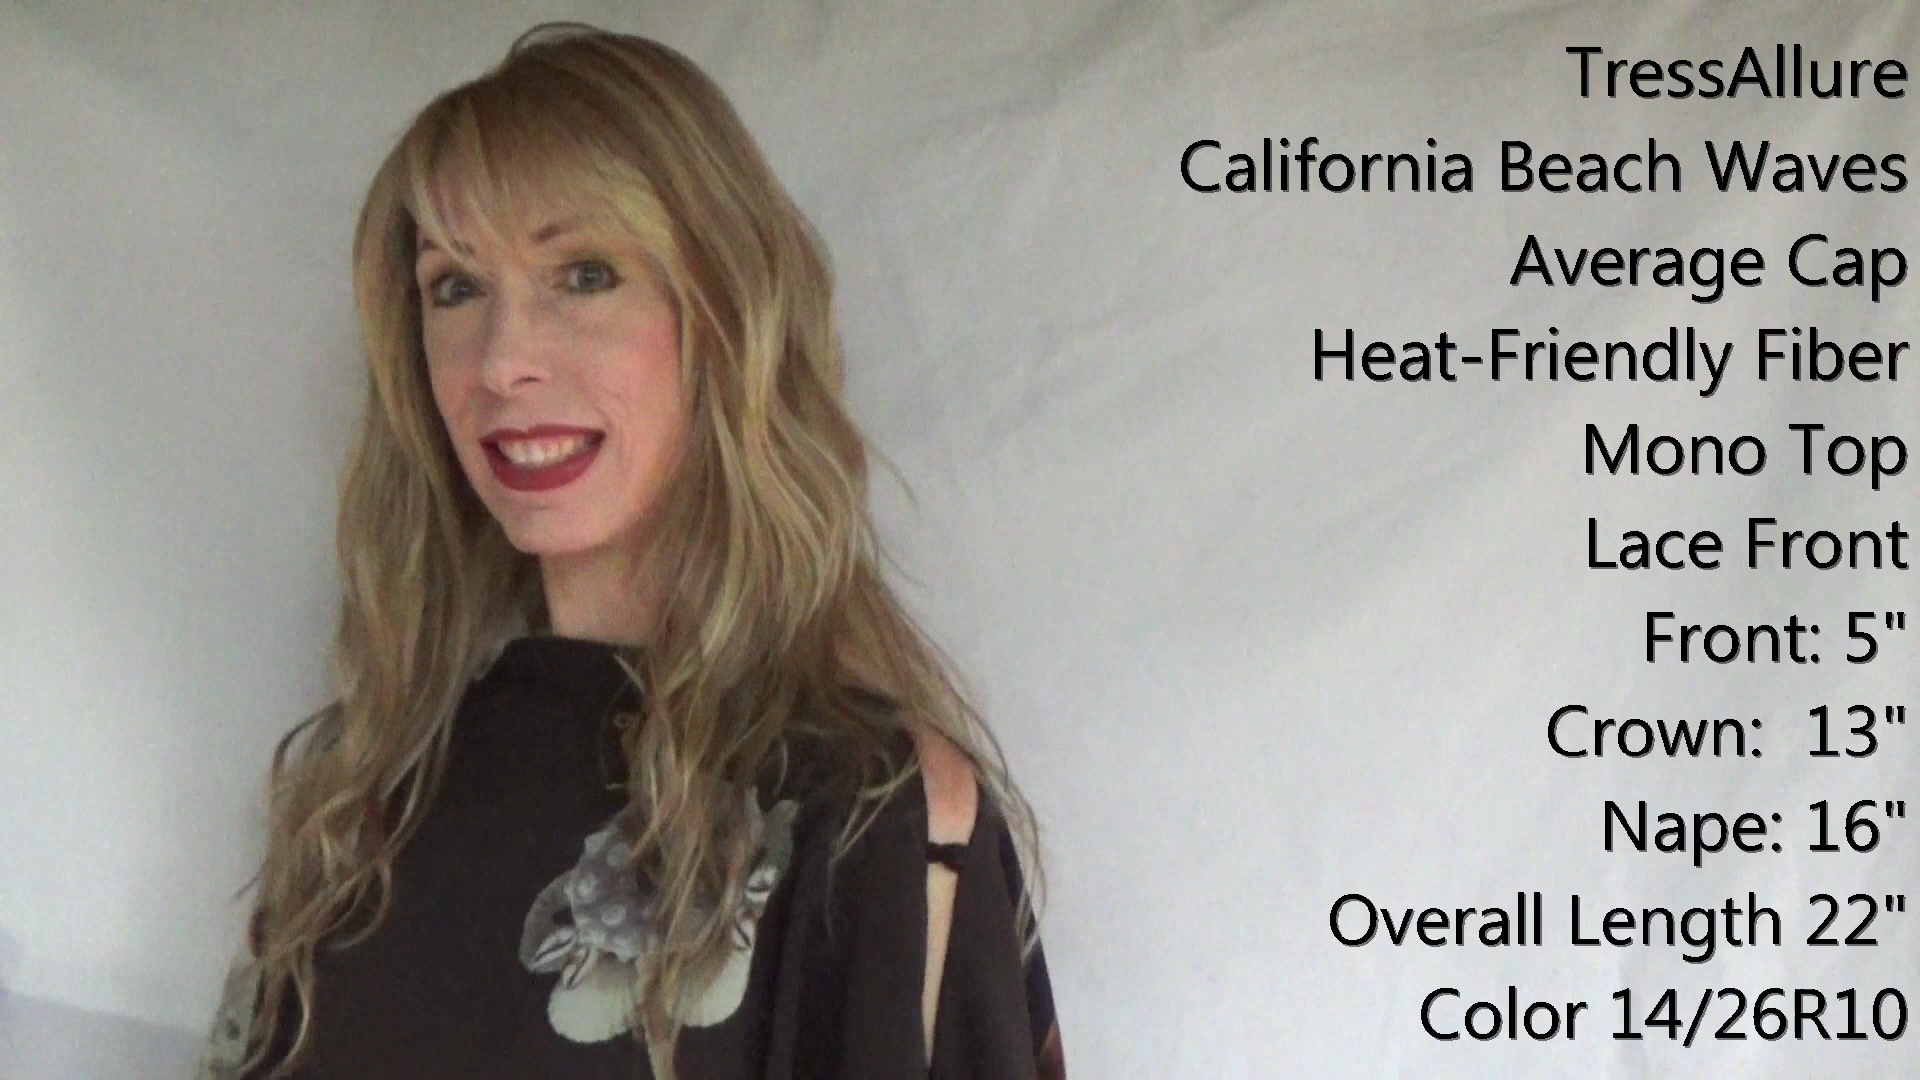 TressAllure
California Beach Waves
Average Cap
Heat-Friendly Fiber
Mono Top
Lace Front
Front: 5"
Crown:  13"
Nape: 16"
Overall Length 22"
Color 14/26R10